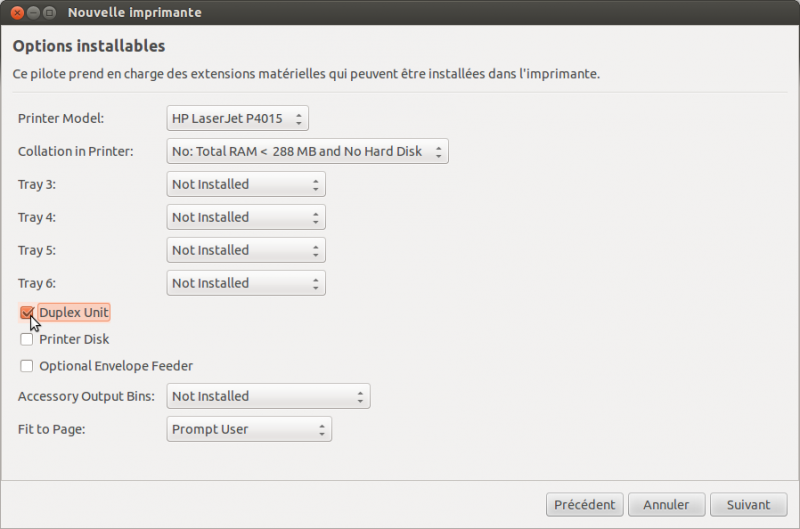 Nouvelle imprimante
Options installables
Ce pilote prend en charge des extensions matérielles qui peuvent être installées dans l'imprimante.
Printer Model: HP LaserJet P4015
Collation in Printer: No: Total RAM < 288 MB and No Hard Disk
Tray 3: Not Installed
Tray 4: Not Installed
Tray 5: Not Installed
Tray 6: Not Installed
Duplex Unit
Printer Disk
Optional Envelope Feeder
Accessory Output Bins: Not Installed
Fit to Page: Prompt User
Précédent Annuler Suivant